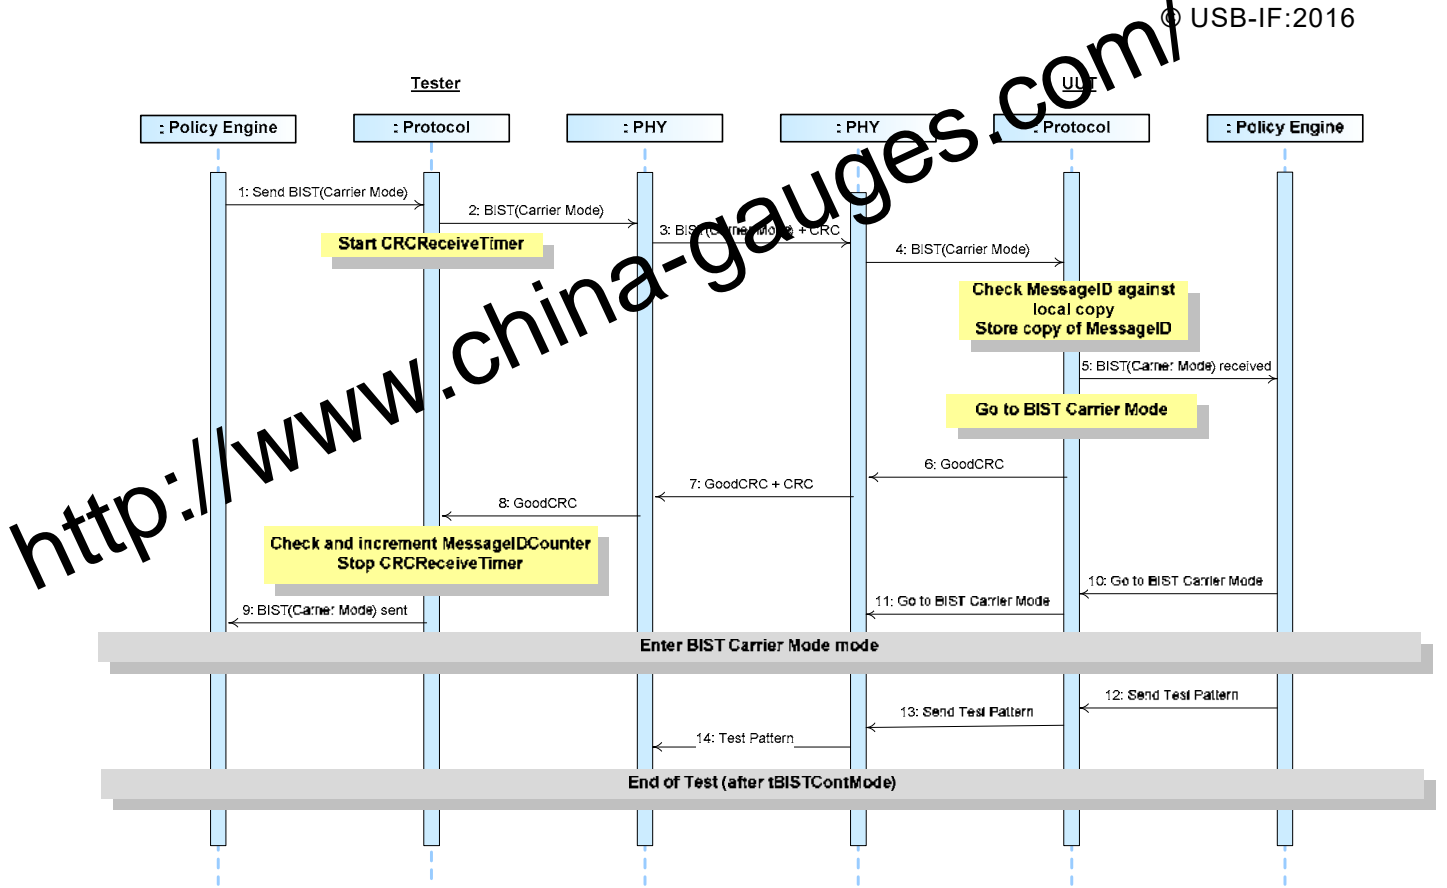 © USB-IF:2016
Tester
UUT
: Policy Engine
: Protocol
: PHY
: PHY
: Protocol
: Policy Engine
1: Send BIST(Carrier Mode)
2: BIST(Carrier Mode)
Start CRCReceiveTimer
3: BIST(Carrier Mode) + CRC
4: BIST(Carrier Mode)
Check MessageID against
local copy
Store copy of MessageID
5: BIST(Carrier Mode) received
Go to BIST Carrier Mode
6: GoodCRC
7: GoodCRC + CRC
8: GoodCRC
Check and increment MessageIDCounter
Stop CRCReceiveTimer
9: BIST(Carrier Mode) sent
10: Go to BIST Carrier Mode
11: Go to BIST Carrier Mode
Enter BIST Carrier Mode mode
12: Send Test Pattern
13: Send Test Pattern
14: Test Pattern
End of Test (after tBISTContMode)
http://www.china-gauges.com/